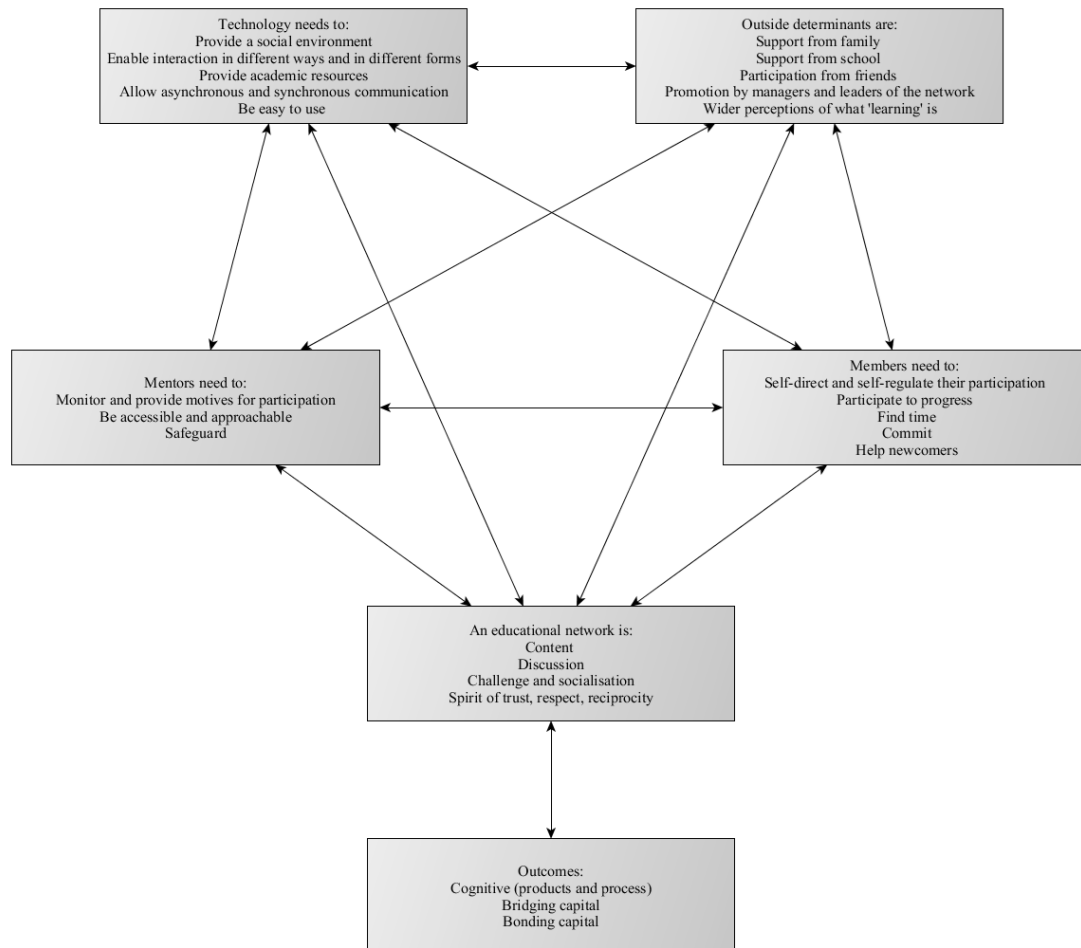 Technology needs to:
Provide a social environment
Enable interaction in different ways and in different forms
Provide academic resources
Allow asynchronous and synchronous communication
Be easy to use
Outside determinants are:
Support from family
Support from school
Participation from friends
Promotion by managers and leaders of the network
Wider perceptions of what 'learning' is
Mentors need to:
Monitor and provide motives for participation
Be accessible and approachable
Safeguard
Members need to:
Self-direct and self-regulate their participation
Participate to progress
Find time
Commit
Help newcomers
An educational network is:
Content
Discussion
Challenge and socialisation
Spirit of trust, respect, reciprocity
Outcomes:
Cognitive (products and process)
Bridging capital
Bonding capital